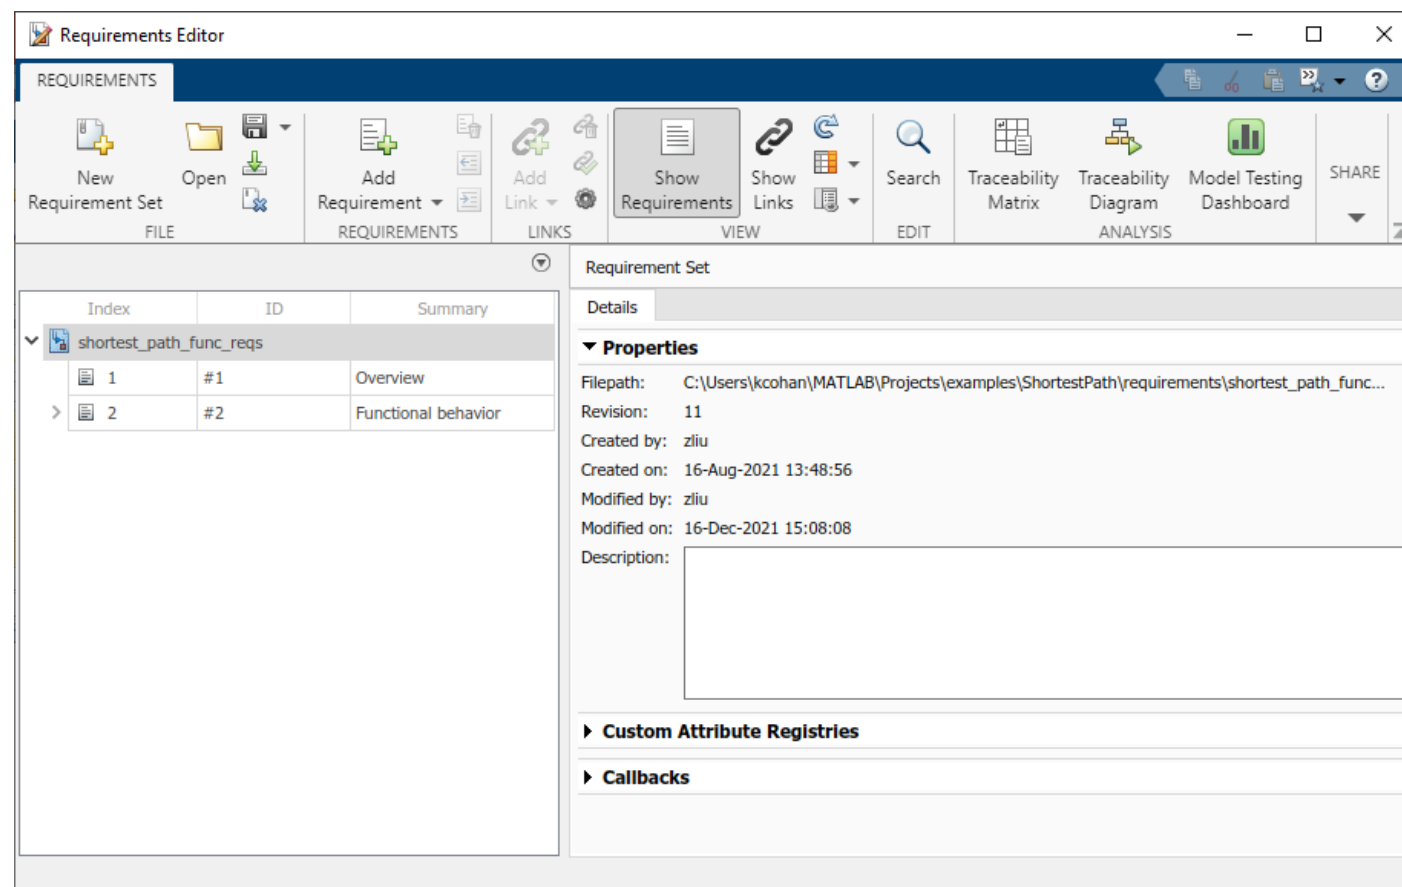 Requirements Editor
REQUIREMENTS
New
Requirement Set
Open
FILE
Add
Requirement
REQUIREMENTS
Add
Link
LINKS
Show
Requirements
Show
Links
VIEW
Search
EDIT
Traceability
Matrix
Traceability
Diagram
Model Testing
Dashboard
ANALYSIS
SHARE
Index ID Summary
shortest_path_func_reqs
1 #1 Overview
2 #2 Functional behavior
Requirement Set
Details
Properties
Filepath: C:\Users\kcohan\MATLAB\Projects\examples\ShortestPath\requirements\shortest_path_func...
Revision: 11
Created by: zliu
Created on: 16-Aug-2021 13:48:56
Modified by: zliu
Modified on: 16-Dec-2021 15:08:08
Description:
Custom Attribute Registries
Callbacks